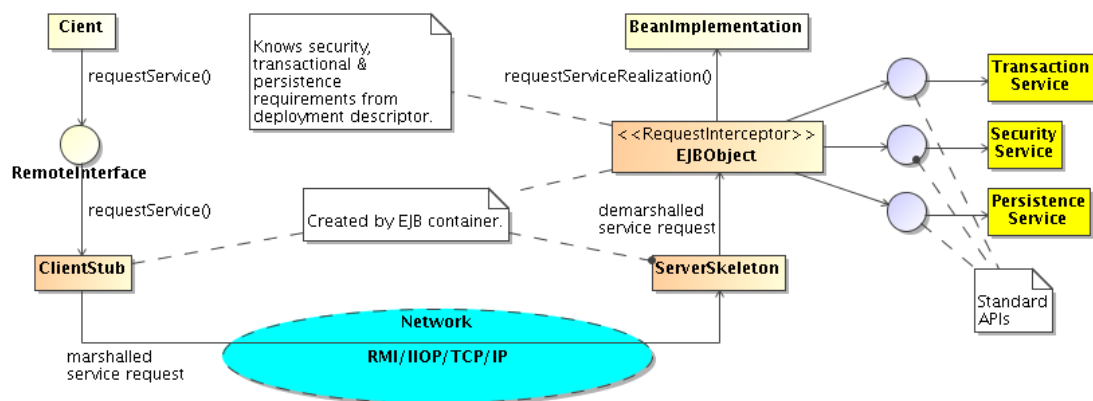 Cient
BeanImplementation
Knows security,
transactional &
persistence
requirements from
deployment descriptor.
requestService()
requestServiceRealization()
Transaction
Service
<<RequestInterceptor>>
EJBObject
Security
Service
RemoteInterface
Persistence
Service
requestService()
Created by EJB container.
demarshalled
service request
ClientStub
ServerSkeleton
Standard
APIs
Network
marshalled
service request
RMI/IIOP/TCP/IP